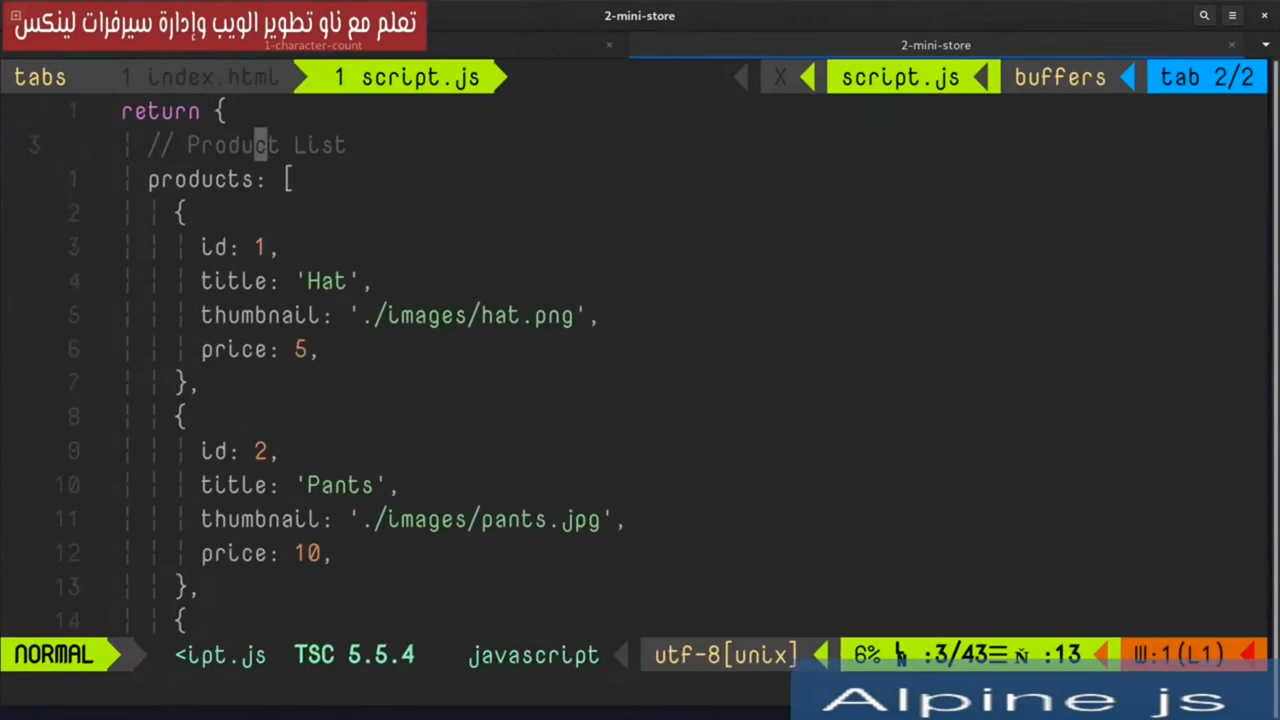 تعلم مع ناو تطوير الويب وإدارة سيرفرات لينكس
2-mini-store
1-character-count
2-mini-store
tabs 1 index.html 1 script.js X script.js buffers tab 2/2
1 return {
3 // Product List
1 products: [
2 {
3 id: 1,
4 title: 'Hat',
5 thumbnail: './images/hat.png',
6 price: 5,
7 },
8 {
9 id: 2,
10 title: 'Pants',
11 thumbnail: './images/pants.jpg',
12 price: 10,
13 },
14 {
NORMAL <ipt.js TSC 5.5.4 javascript utf-8[unix] 6% :3/43 :13 W:1(L1)
Alpine js